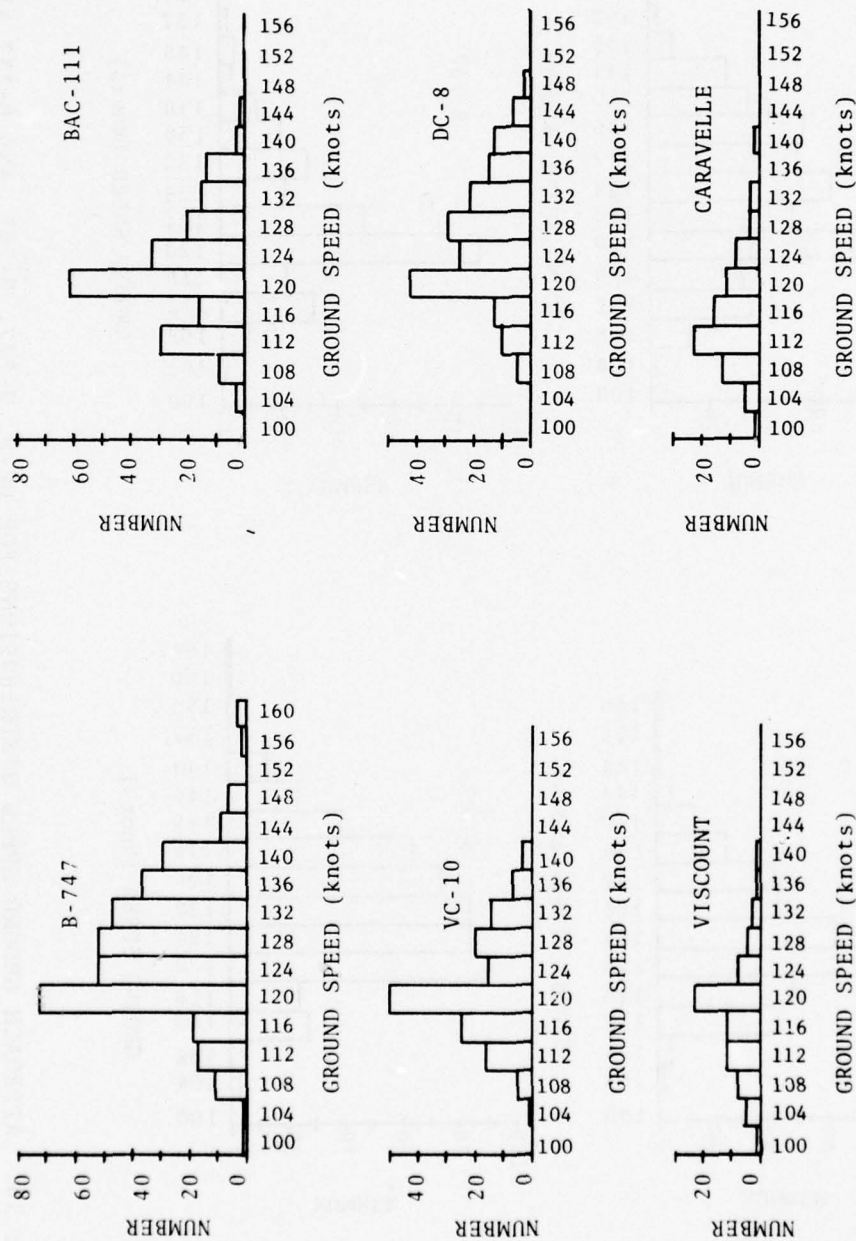 B-747
80
60
40
20
0
NUMBER
100 104 108 112 116 120 124 128 132 136 140 144 148 152 156 160
GROUND SPEED (knots)
BAC-111
80
60
40
20
0
NUMBER
100 104 108 112 116 120 124 128 132 136 140 144 148 152 156
GROUND SPEED (knots)
VC-10
40
20
0
NUMBER
100 104 108 112 116 120 124 128 132 136 140 144 148 152 156
GROUND SPEED (knots)
DC-8
40
20
0
NUMBER
100 104 108 112 116 120 124 128 132 136 140 144 148 152 156
GROUND SPEED (knots)
VISCOUNT
20
0
NUMBER
100 104 108 112 116 120 124 128 132 136 140 144 148 152 156
GROUND SPEED (knots)
CARAVELLE
20
0
NUMBER
100 104 108 112 116 120 124 128 132 136 140 144 148 152 156
GROUND SPEED (knots)